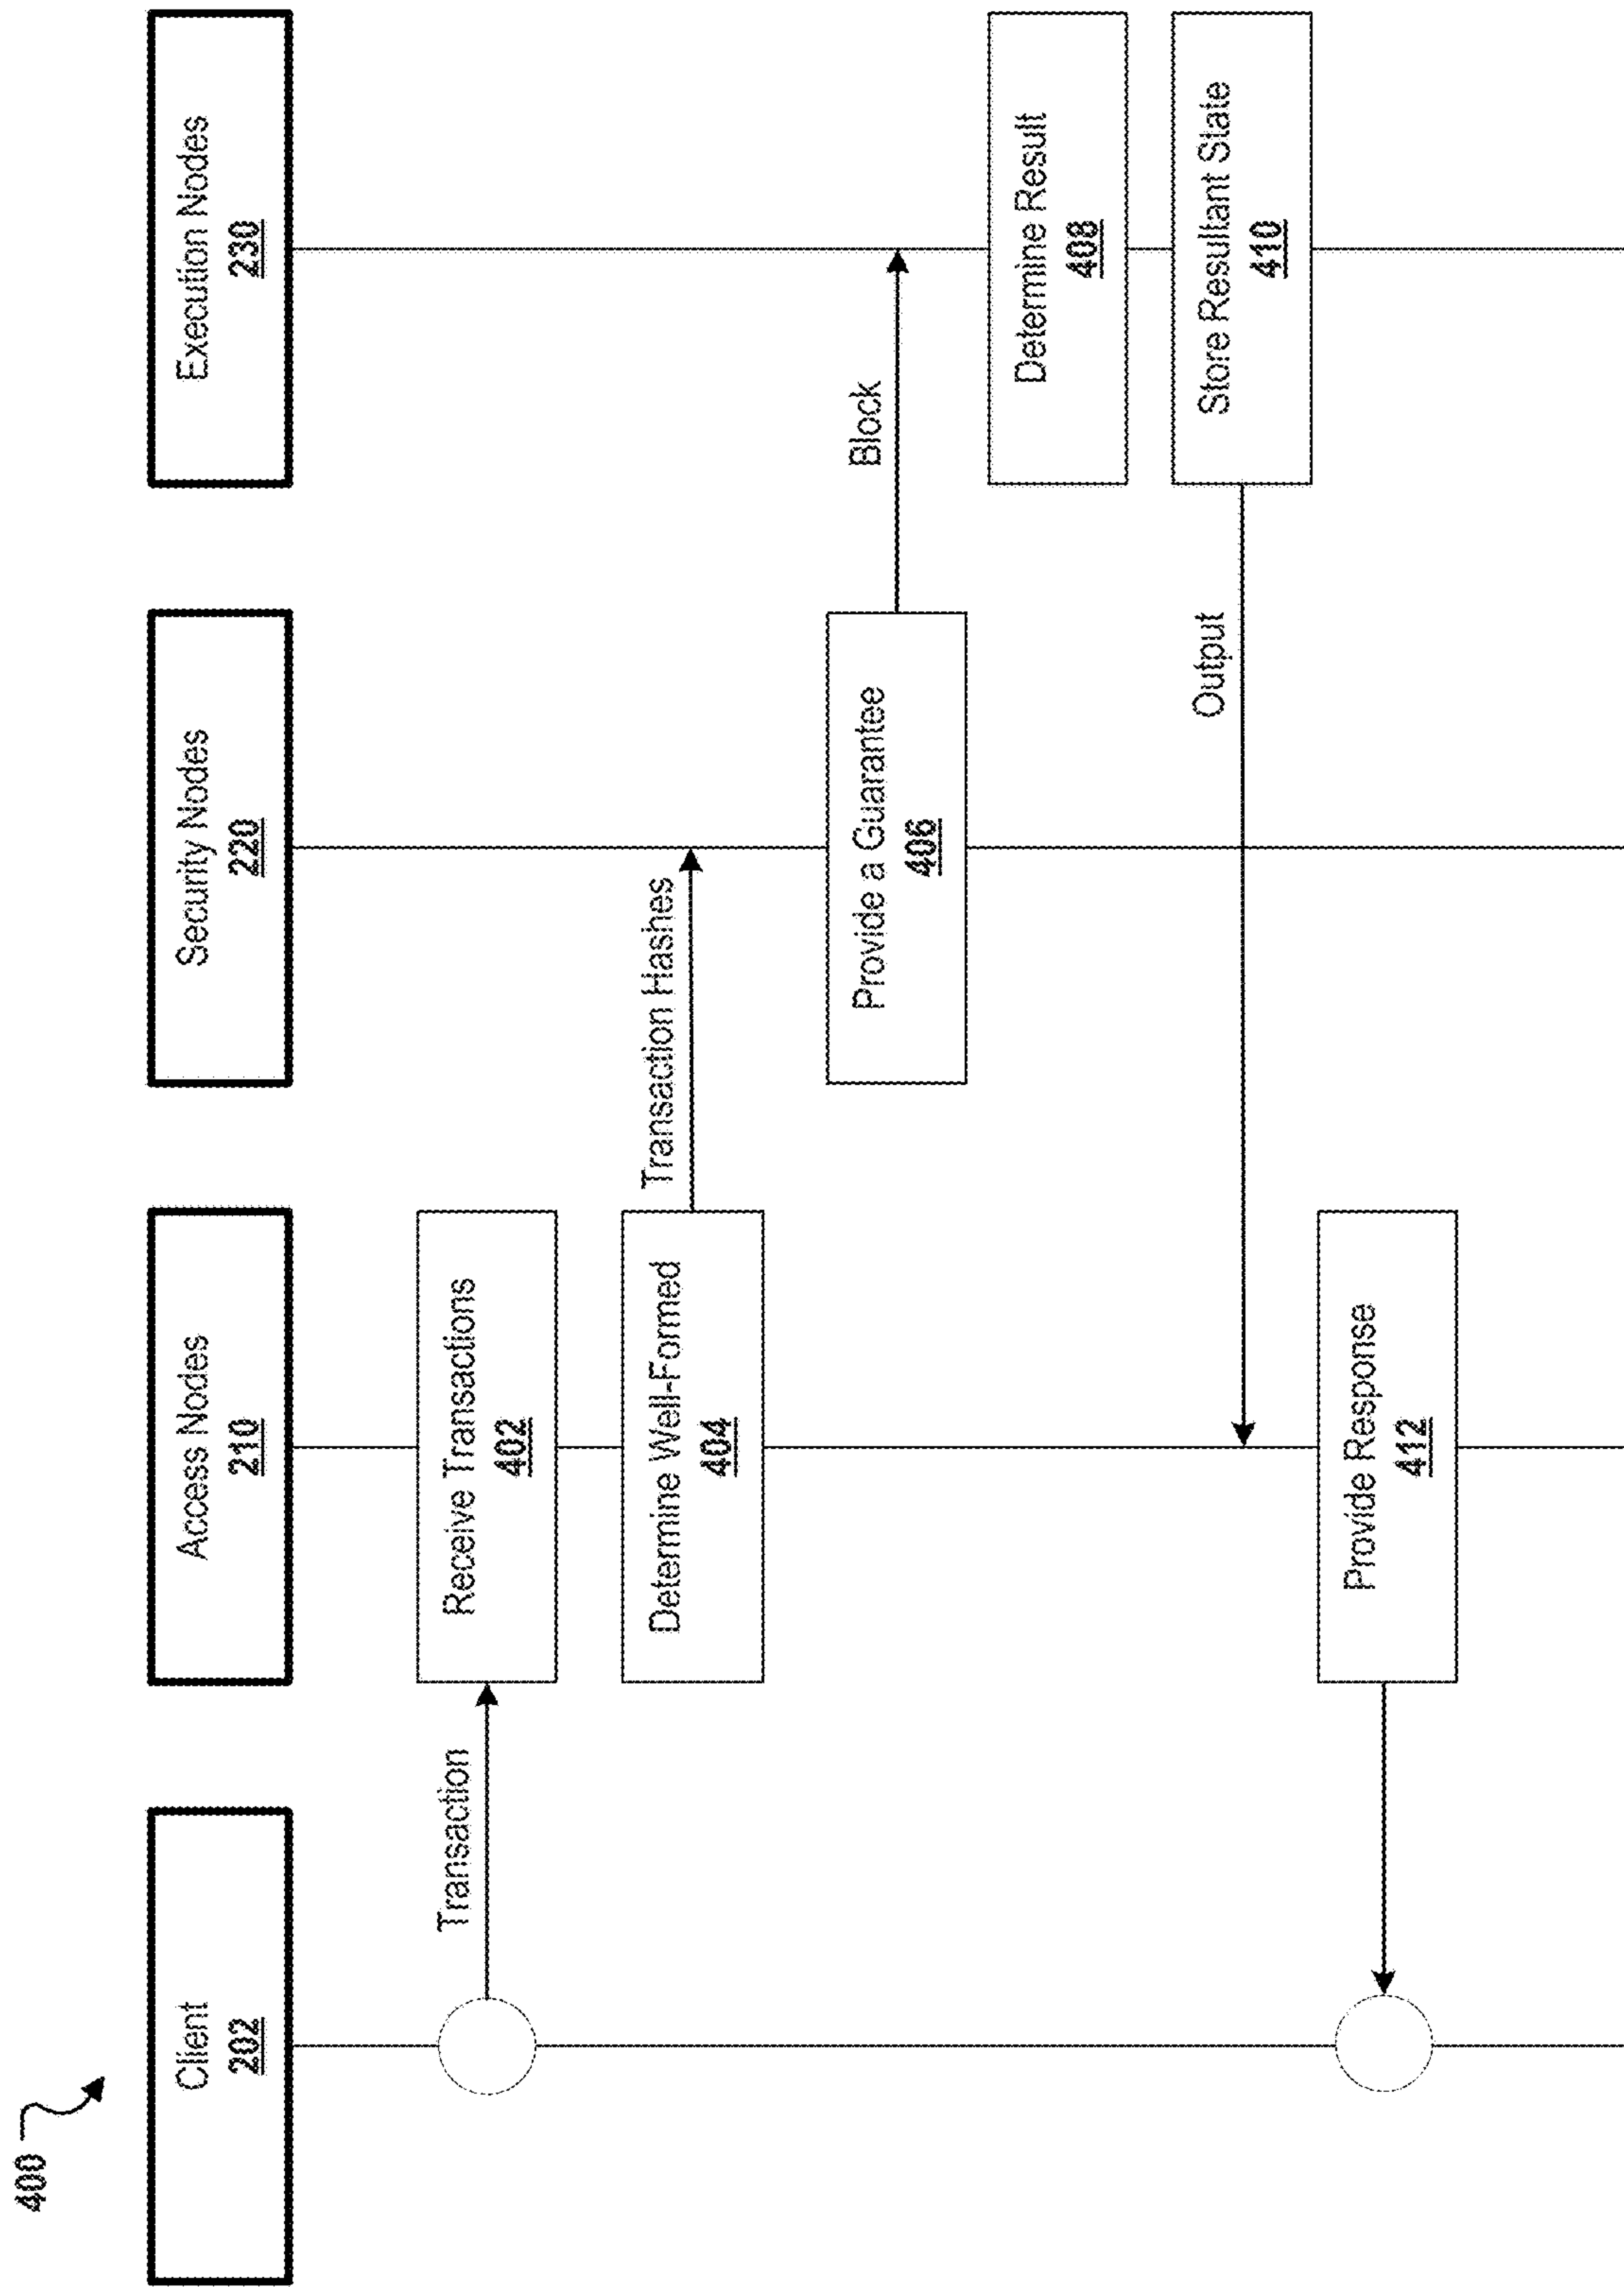 400
Client
202
Access Nodes
210
Security Nodes
220
Execution Nodes
230
Transaction
Receive Transactions
402
Determine Well-Formed
404
Transaction Hashes
Provide a Guarantee
406
Block
Determine Result
408
Store Resultant State
410
Output
Provide Response
412